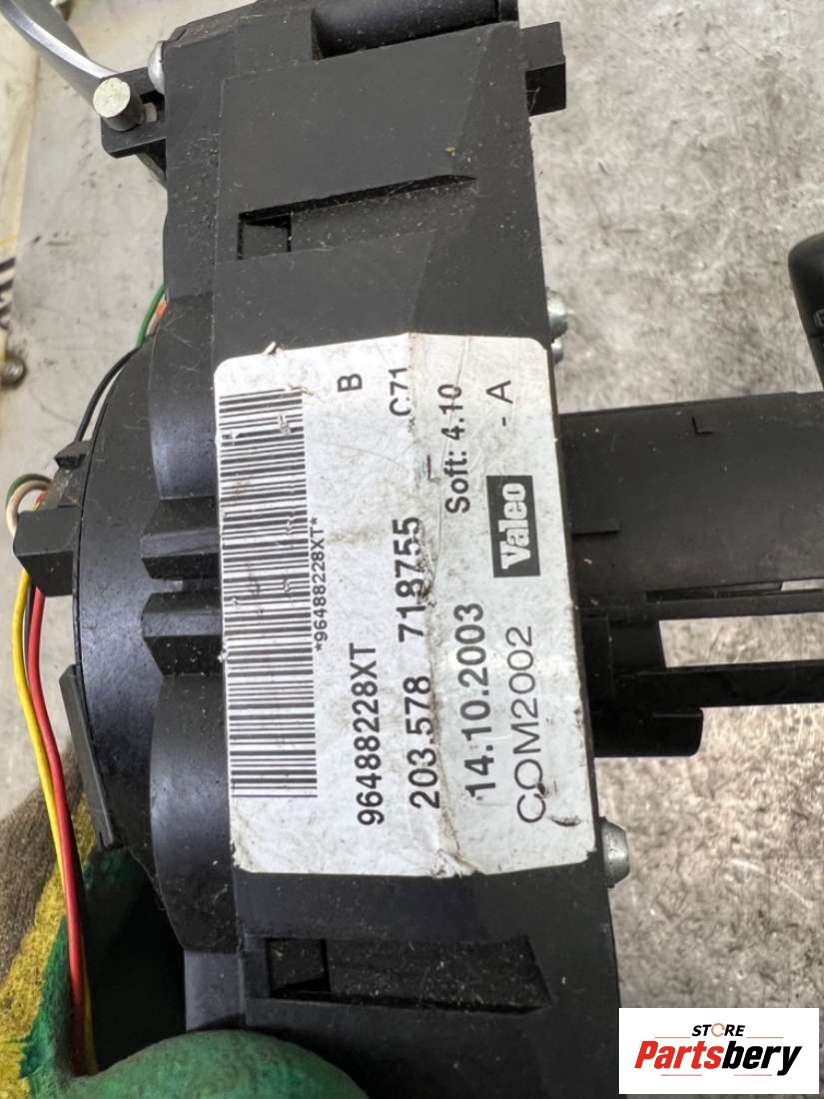 B
*96488228XT*
96488228XT
203.578 718755 C71
14.10.2003 Soft: 4.10
COM2002 Valeo - A
L
STORE
Partsbery